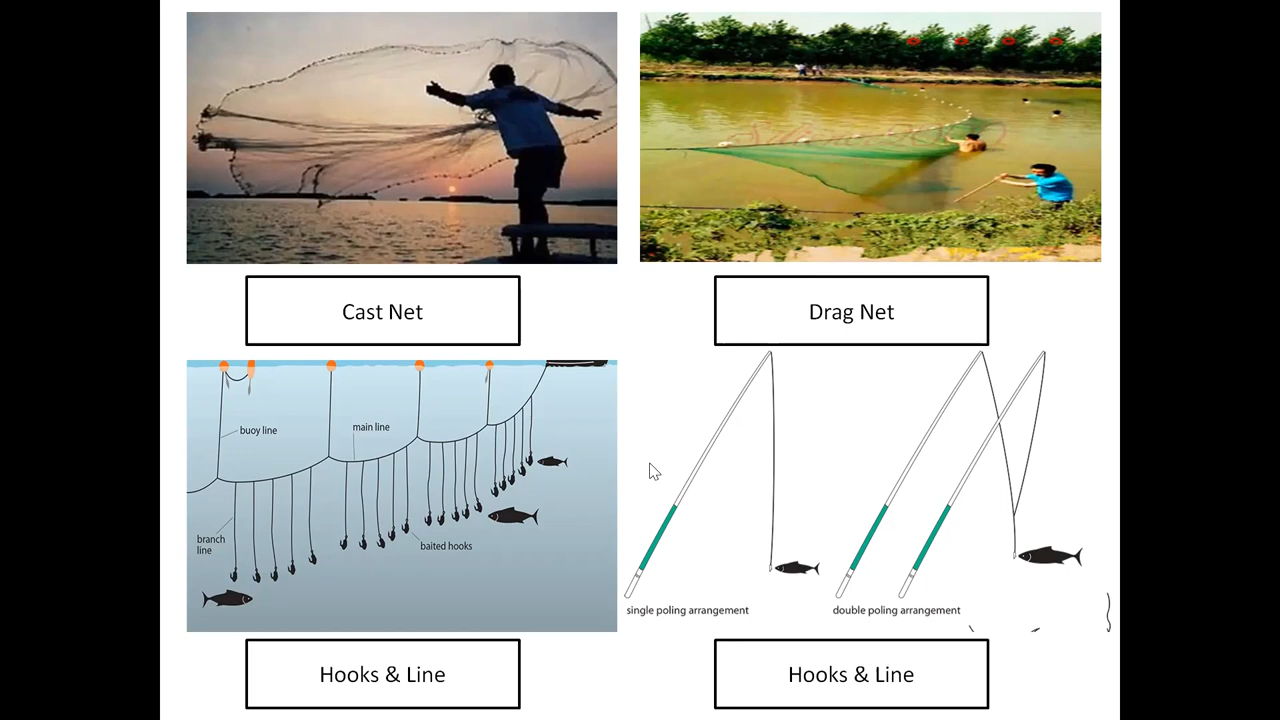 Cast Net
Drag Net
buoy line
main line
branch
line
baited hooks
single poling arrangement
double poling arrangement
Hooks & Line
Hooks & Line